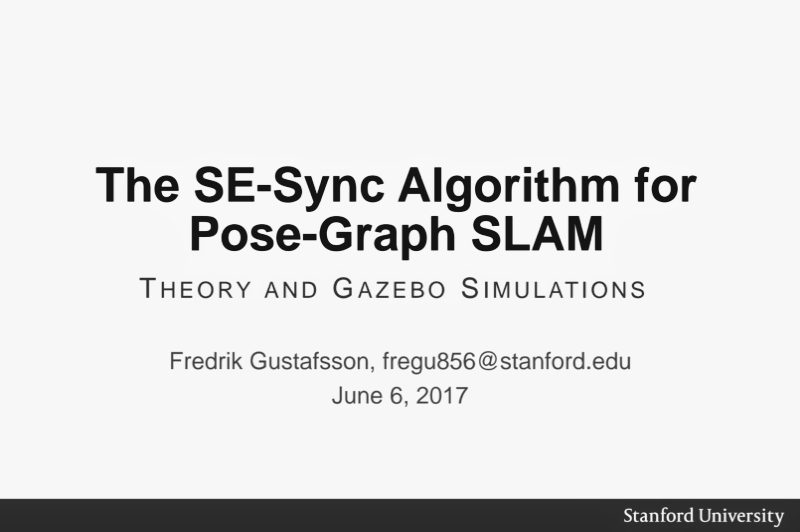 The SE-Sync Algorithm for
Pose-Graph SLAM
THEORY AND GAZEBO SIMULATIONS
Fredrik Gustafsson, fregu856@stanford.edu
June 6, 2017
Stanford University